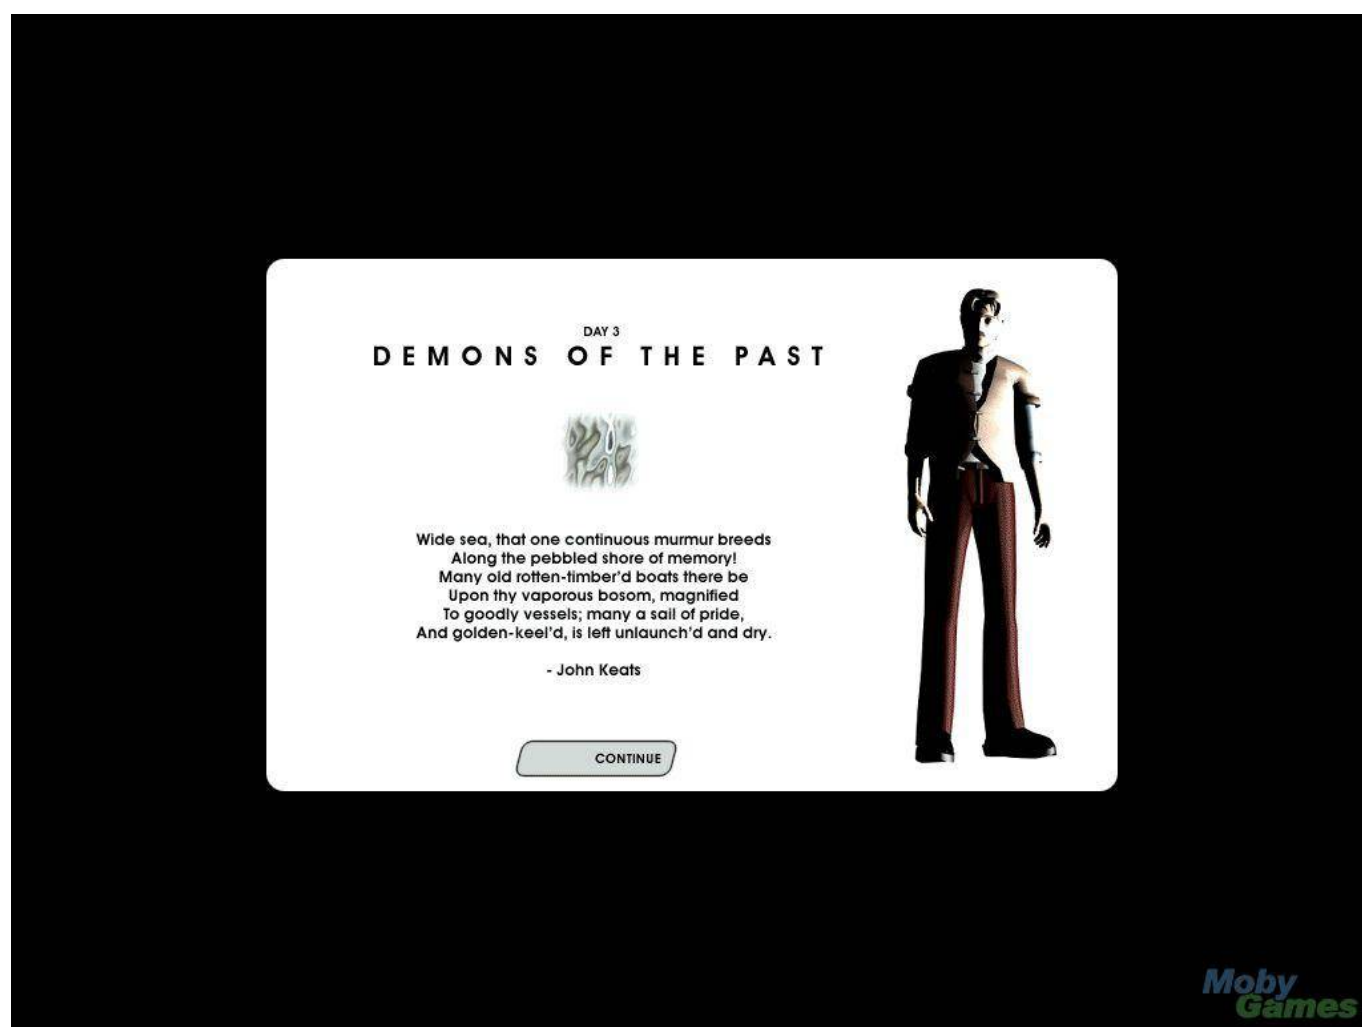 DAY 3
DEMONS OF THE PAST
Wide sea, that one continuous murmur breeds
Along the pebbled shore of memory!
Many old rotten-timber'd boats there be
Upon thy vaporous bosom, magnified
To goodly vessels; many a sail of pride,
And golden-keel'd, is left unlaunch'd and dry.
- John Keats
CONTINUE
Moby
Games